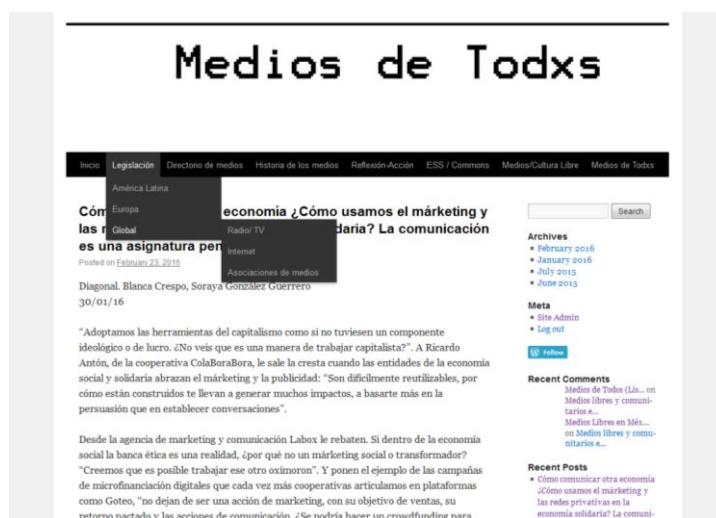 Medios de Todxs
Inicio Legislación Directorio de medios Historia de los medios Reflexión-Acción ESS / Commons Medios/Cultura Libre Medios de Todxs
América Latina
Europa
Global
Radio/ TV
Internet
Asociaciones de medios
Cóm economía ¿Cómo usamos el márketing y
las daria? La comunicación
es una asignatura pen
Posted on February 23, 2016
Diagonal. Blanca Crespo, Soraya González Guerrero
30/01/16
“Adoptamos las herramientas del capitalismo como si no tuviesen un componente
ideológico o de lucro. ¿No veis que es una manera de trabajar capitalista?”. A Ricardo
Antón, de la cooperativa ColaBoraBora, le sale la cresta cuando las entidades de la economía
social y solidaria abrazan el márketing y la publicidad: “Son difícilmente reutilizables, por
cómo están construidos te llevan a generar muchos impactos, a basarte más en la
persuasión que en establecer conversaciones”.
Desde la agencia de marketing y comunicación Labox le rebaten. Si dentro de la economía
social la banca ética es una realidad, ¿por qué no un márketing social o transformador?
“Creemos que es posible trabajar ese otro oxímoron”. Y ponen el ejemplo de las campañas
de microfinanciación digitales que cada vez más cooperativas articulamos en plataformas
como Goteo, “no dejan de ser una acción de marketing, con su objetivo de ventas, su
retorno pactado y las acciones de comunicación. ¿Se podría hacer un crowdfunding para
Search
Archives
February 2016
January 2016
July 2015
June 2015
Meta
Site Admin
Log out
Follow
Recent Comments
Medios de Todos (Lis... on
Medios libres y comuni-
tarios e...
Medios Libres en Méx...
on Medios libres y comu-
nitarios e...
Recent Posts
Cómo comunicar otra economía
¿Cómo usamos el márketing y
las redes privativas en la
economía solidaria? La comuni-